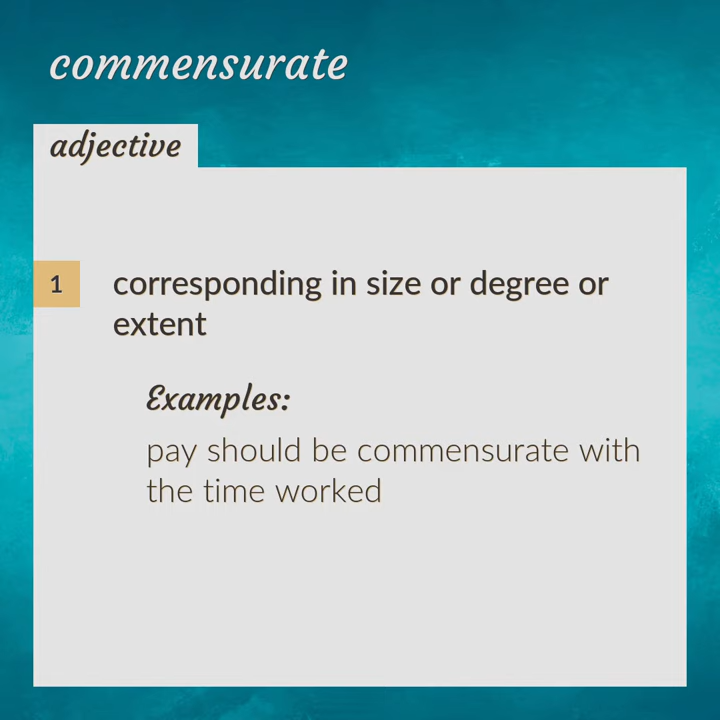 commensurate
adjective
1
corresponding in size or degree or
extent
Examples:
pay should be commensurate with
the time worked